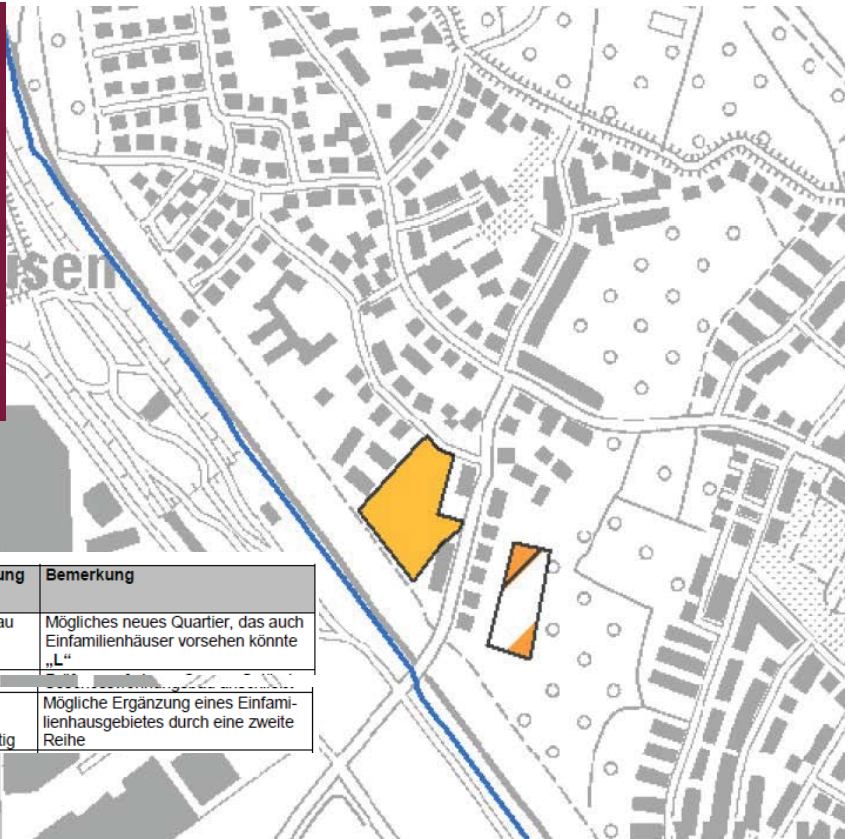 usen
ung Bemerkung
au Mögliches neues Quartier, das auch
Einfamilienhäuser vorsehen könnte
„L“
Mögliche Ergänzung eines Einfami-
lienhausgebietes durch eine zweite
tig Reihe